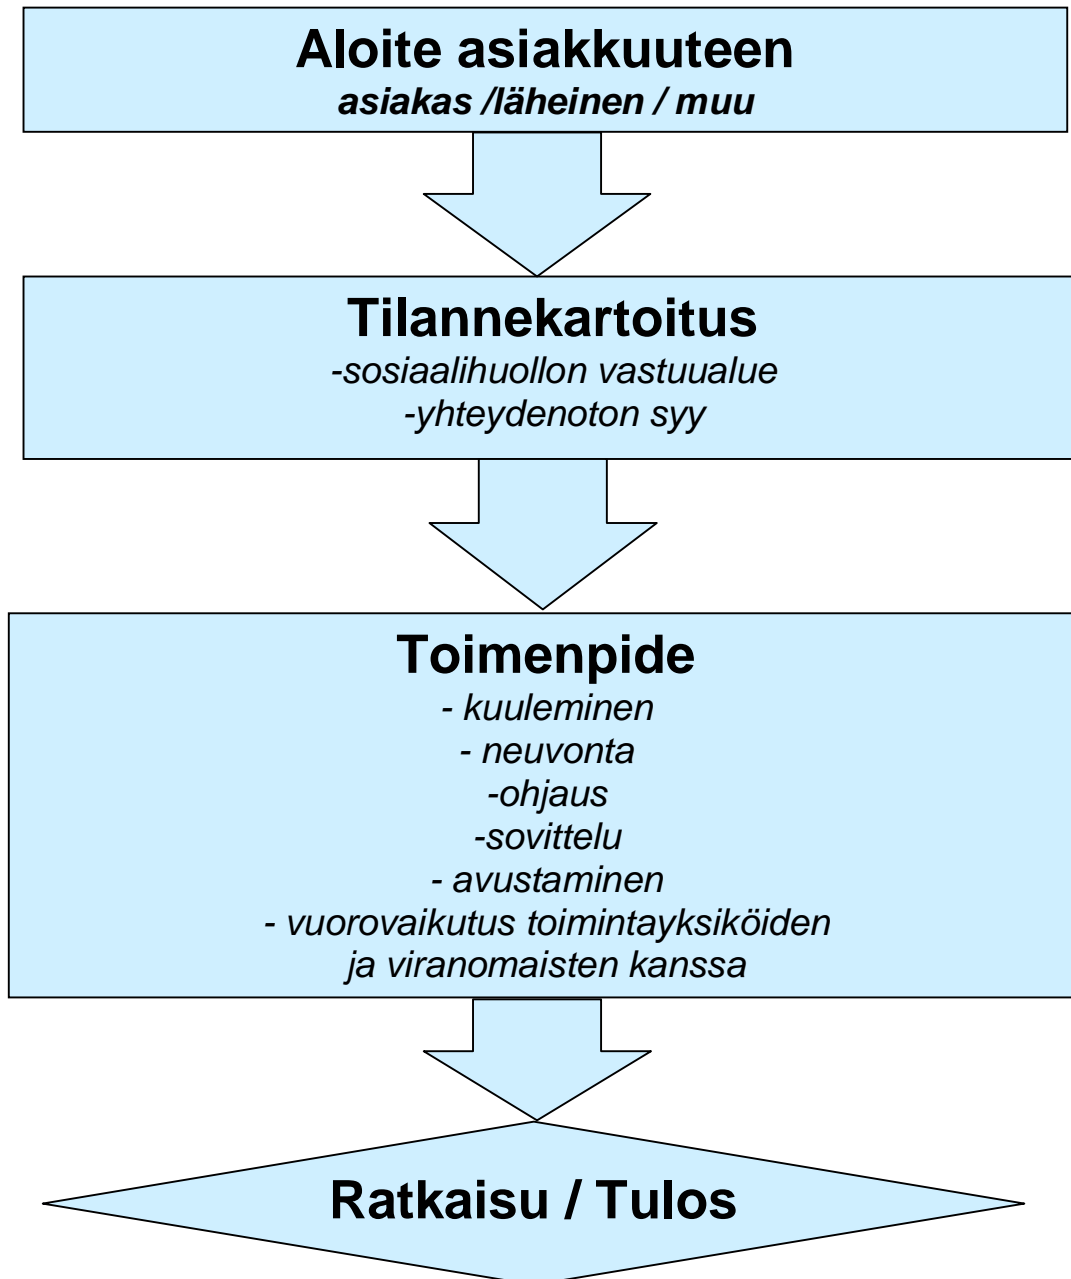 Aloite asiakkuuteen
asiakas /läheinen / muu
Tilannekartoitus
-sosiaalihuollon vastuualue
-yhteydenoton syy
Toimenpide
- kuuleminen
- neuvonta
-ohjaus
-sovittelu
- avustaminen
- vuorovaikutus toimintayksiköiden
ja viranomaisten kanssa
Ratkaisu / Tulos